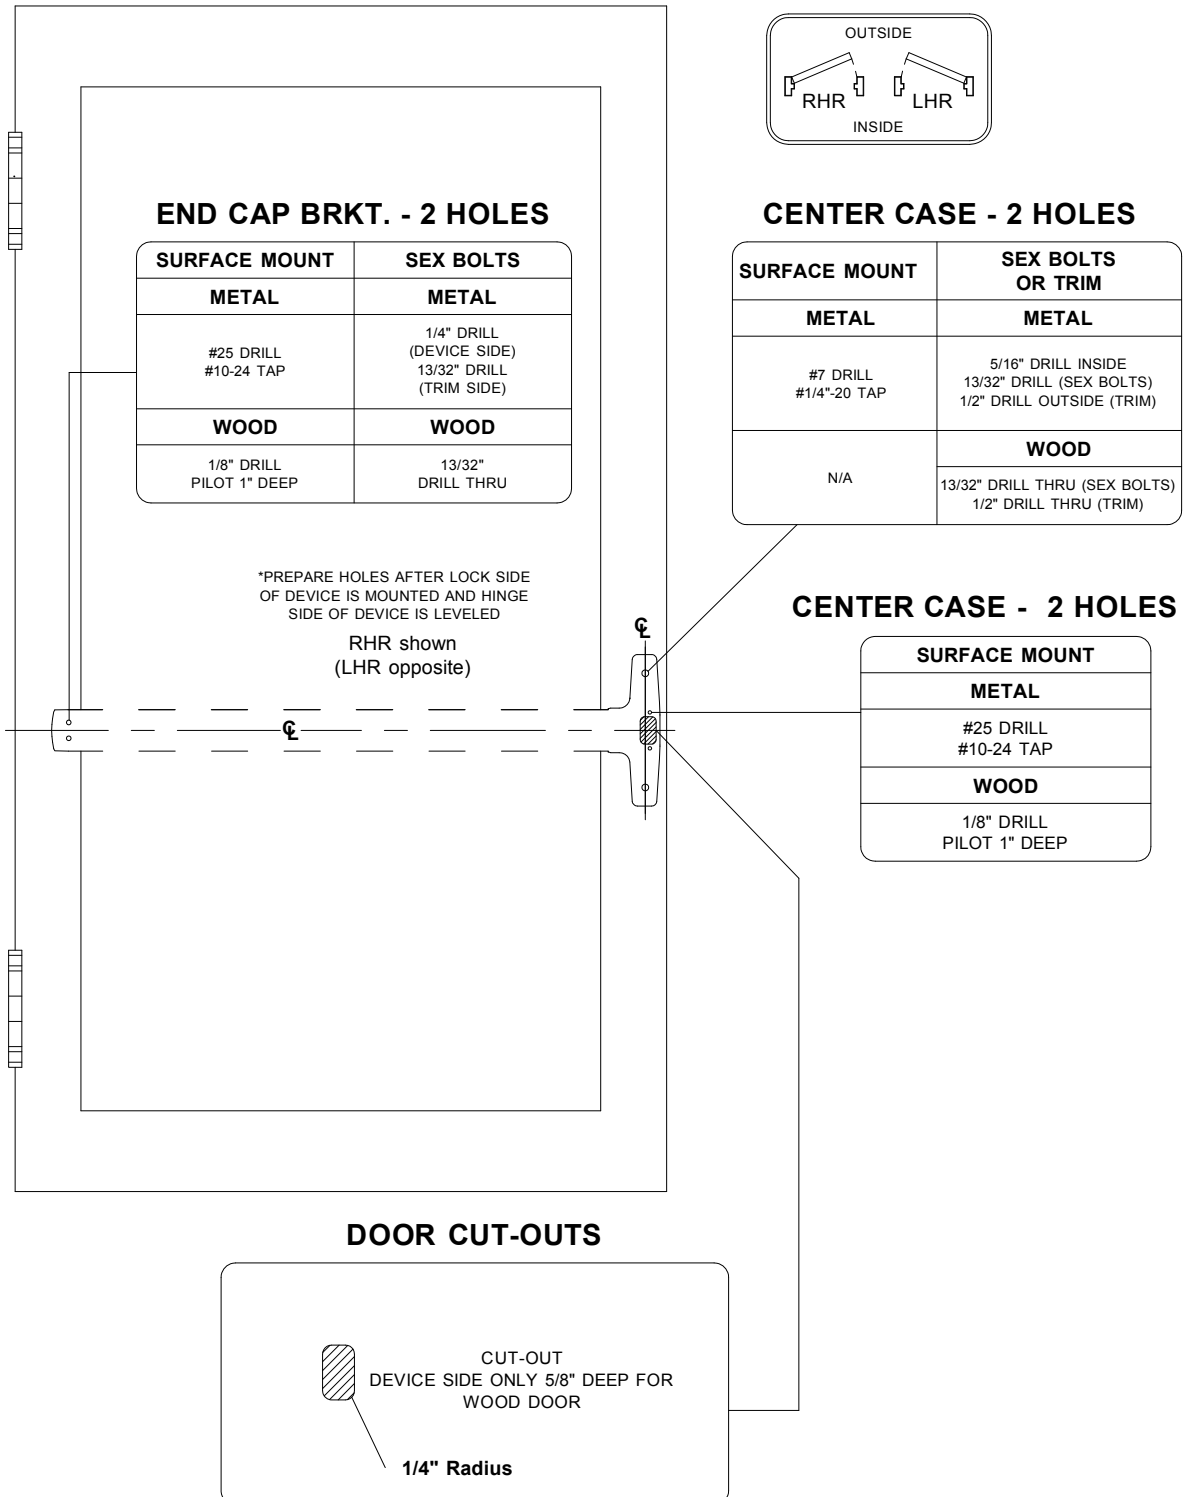 OUTSIDE
RHR LHR
INSIDE
END CAP BRKT. - 2 HOLES
SURFACE MOUNT
SEX BOLTS
METAL
METAL
#25 DRILL
#10-24 TAP
1/4" DRILL
(DEVICE SIDE)
13/32" DRILL
(TRIM SIDE)
WOOD
WOOD
1/8" DRILL
PILOT 1" DEEP
13/32"
DRILL THRU
CENTER CASE - 2 HOLES
SURFACE MOUNT
SEX BOLTS
OR TRIM
METAL
METAL
#7 DRILL
#1/4"-20 TAP
5/16" DRILL INSIDE
13/32" DRILL (SEX BOLTS)
1/2" DRILL OUTSIDE (TRIM)
WOOD
N/A
13/32" DRILL THRU (SEX BOLTS)
1/2" DRILL THRU (TRIM)
*PREPARE HOLES AFTER LOCK SIDE
OF DEVICE IS MOUNTED AND HINGE
SIDE OF DEVICE IS LEVELED
RHR shown
(LHR opposite)
℄
℄
CENTER CASE - 2 HOLES
SURFACE MOUNT
METAL
#25 DRILL
#10-24 TAP
WOOD
1/8" DRILL
PILOT 1" DEEP
DOOR CUT-OUTS
CUT-OUT
DEVICE SIDE ONLY 5/8" DEEP FOR
WOOD DOOR
1/4" Radius